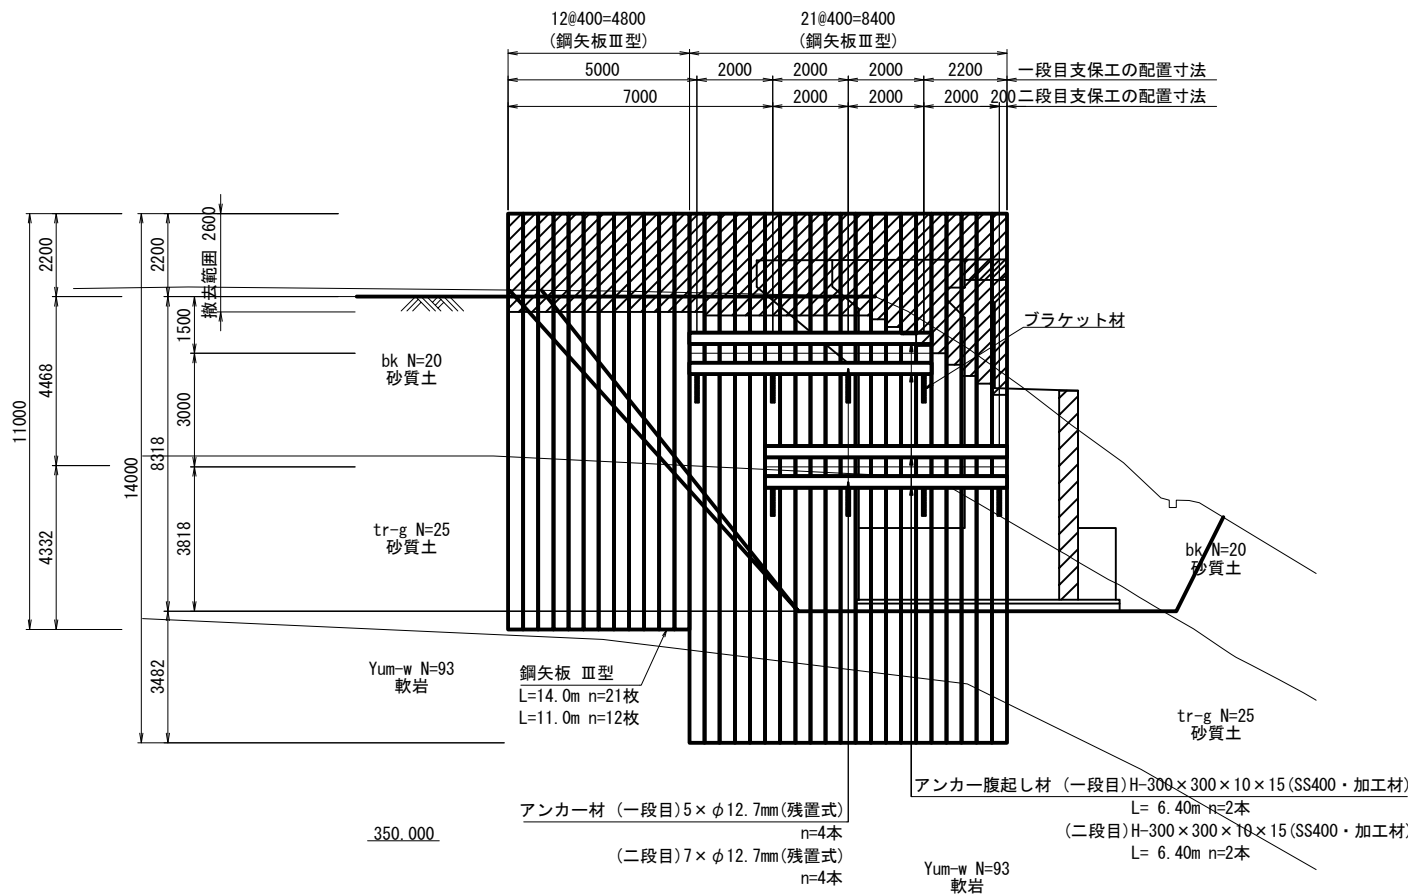 12@400=4800
(鋼矢板Ⅲ型)
21@400=8400
(鋼矢板Ⅲ型)
5000
2000
2000
2000
2200
一段目支保工の配置寸法
7000
2000
2000
2000
200
二段目支保工の配置寸法
2200
2200
撤去範囲 2600
1500
4468
3000
11000
14000
8318
4332
3818
3482
bk N=20
砂質土
tr-g N=25
砂質土
Yum-w N=93
軟岩
ブラケット材
bk N=20
砂質土
tr-g N=25
砂質土
鋼矢板 Ⅲ型
L=14.0m n=21枚
L=11.0m n=12枚
アンカー材 (一段目)5×φ12.7mm(残置式)
n=4本
(二段目)7×φ12.7mm(残置式)
n=4本
アンカー腹起し材 (一段目)H-300×300×10×15(SS400・加工材)
L= 6.40m n=2本
(二段目)H-300×300×10×15(SS400・加工材)
L= 6.40m n=2本
350.000
Yum-w N=93
軟岩